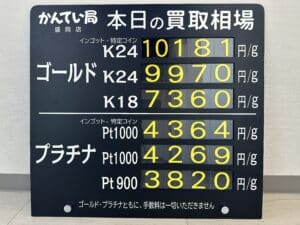 かんてい局 本日の買取相場
盛岡店
インゴット・特定コイン
K24 10181 円/g
ゴールド K24 9970 円/g
K18 7360 円/g
インゴット・特定コイン
Pt1000 4364 円/g
プラチナ Pt1000 4269 円/g
Pt900 3820 円/g
ゴールド・プラチナともに、手数料は一切いただきません